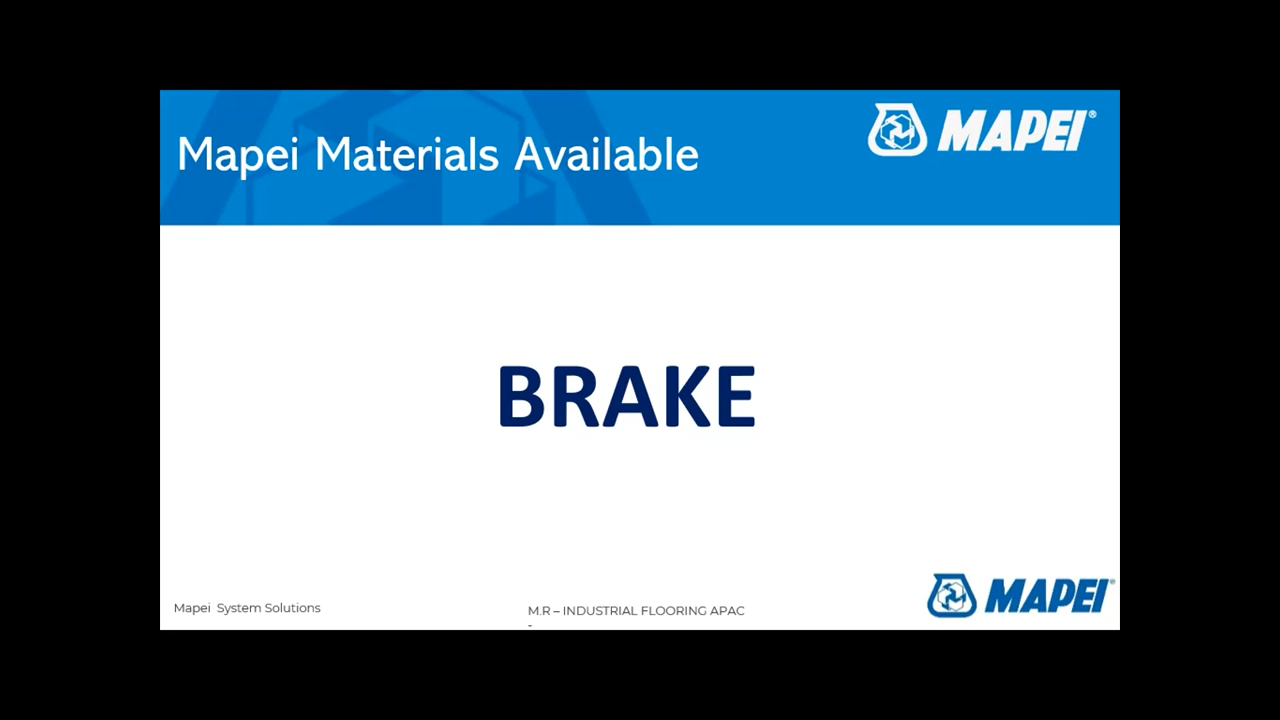 Mapei Materials Available
MAPEI®
BRAKE
Mapei System Solutions
M.R – INDUSTRIAL FLOORING APAC
-
MAPEI®